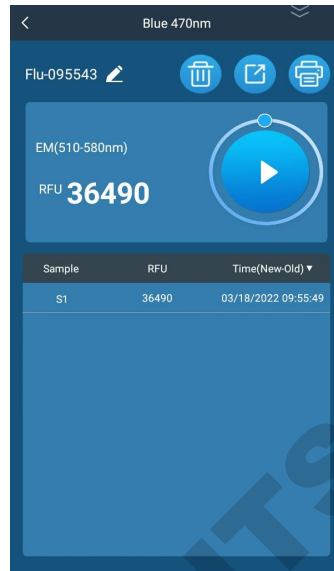 Blue 470nm
Flu-095543
EM(510-580nm)
RFU 36490
Sample RFU Time(New-Old) ▼
S1 36490 03/18/2022 09:55:49